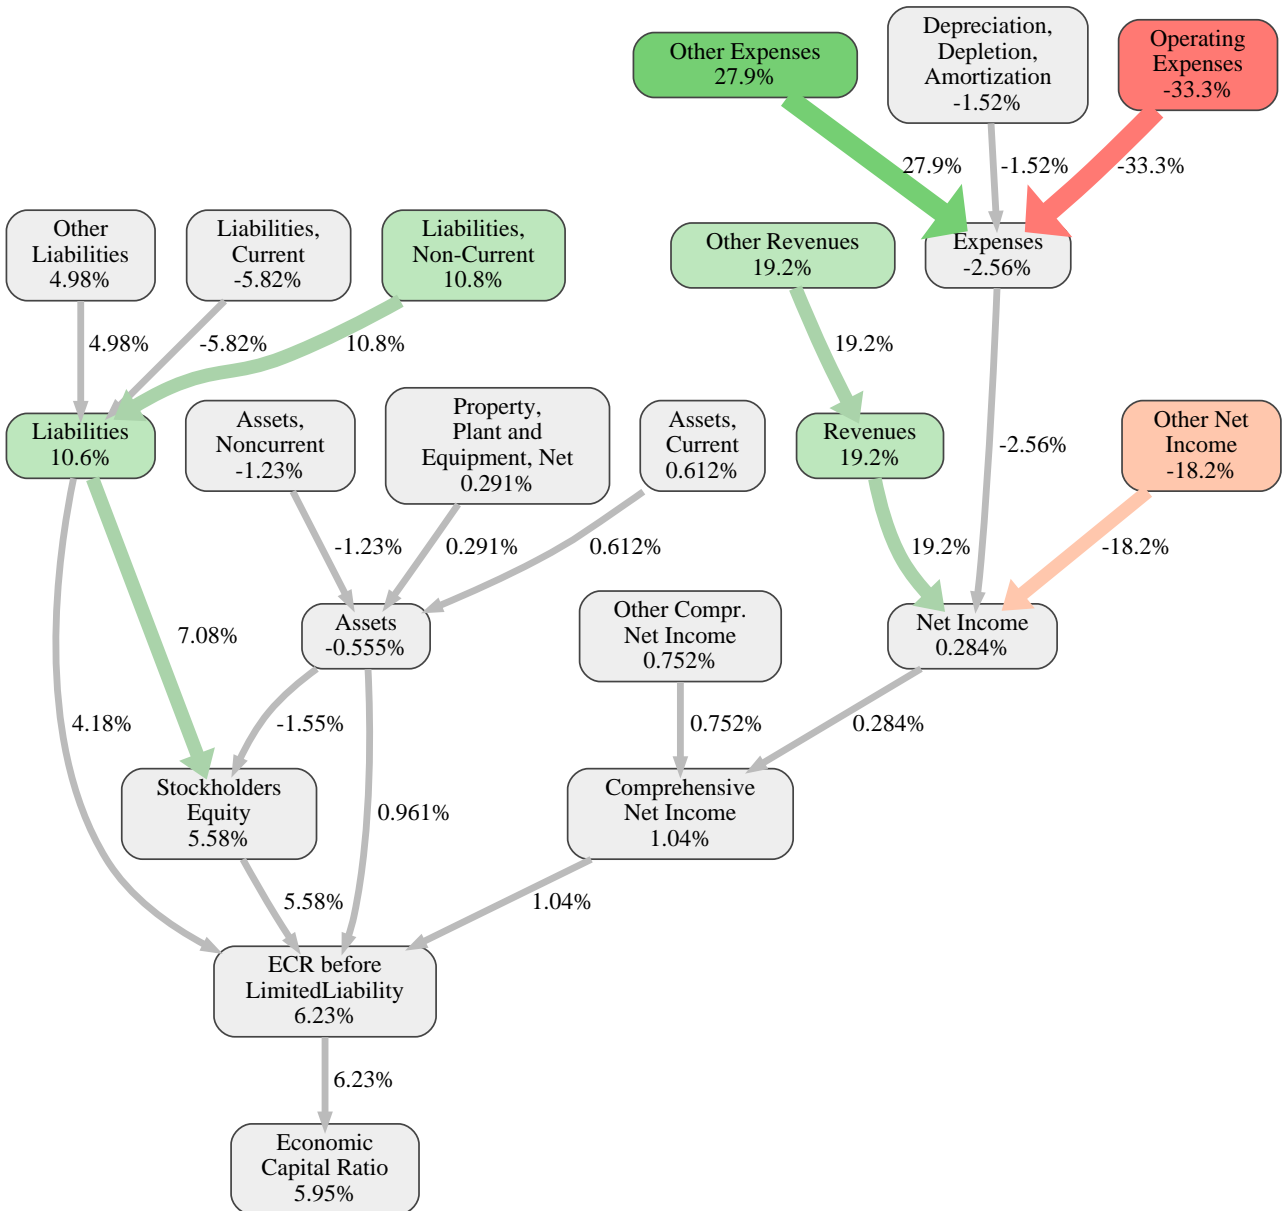 Other Expenses
27.9%
Depreciation,
Depletion,
Amortization
-1.52%
Operating
Expenses
-33.3%
27.9%
-1.52%
-33.3%
Other
Liabilities
4.98%
Liabilities,
Current
-5.82%
Liabilities,
Non-Current
10.8%
Other Revenues
19.2%
Expenses
-2.56%
4.98%
-5.82%
10.8%
19.2%
-2.56%
Liabilities
10.6%
Assets,
Noncurrent
-1.23%
Property,
Plant and
Equipment, Net
0.291%
Assets,
Current
0.612%
Revenues
19.2%
Other Net
Income
-18.2%
-1.23%
0.291%
0.612%
19.2%
-18.2%
7.08%
Assets
-0.555%
Other Compr.
Net Income
0.752%
Net Income
0.284%
4.18%
-1.55%
0.961%
0.752%
0.284%
Stockholders
Equity
5.58%
Comprehensive
Net Income
1.04%
5.58%
1.04%
ECR before
LimitedLiability
6.23%
6.23%
Economic
Capital Ratio
5.95%